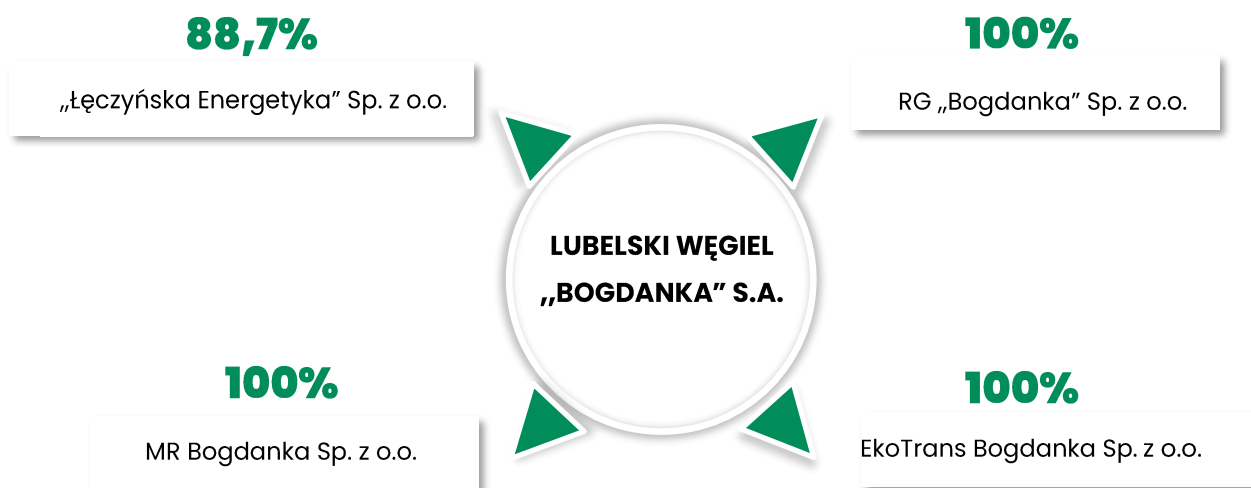 88,7%
„Łęczyńska Energetyka” Sp. z o.o.
100%
RG „Bogdanka” Sp. z o.o.
LUBELSKI WĘGIEL
,,BOGDANKA” S.A.
100%
MR Bogdanka Sp. z o.o.
100%
EkoTrans Bogdanka Sp. z o.o.